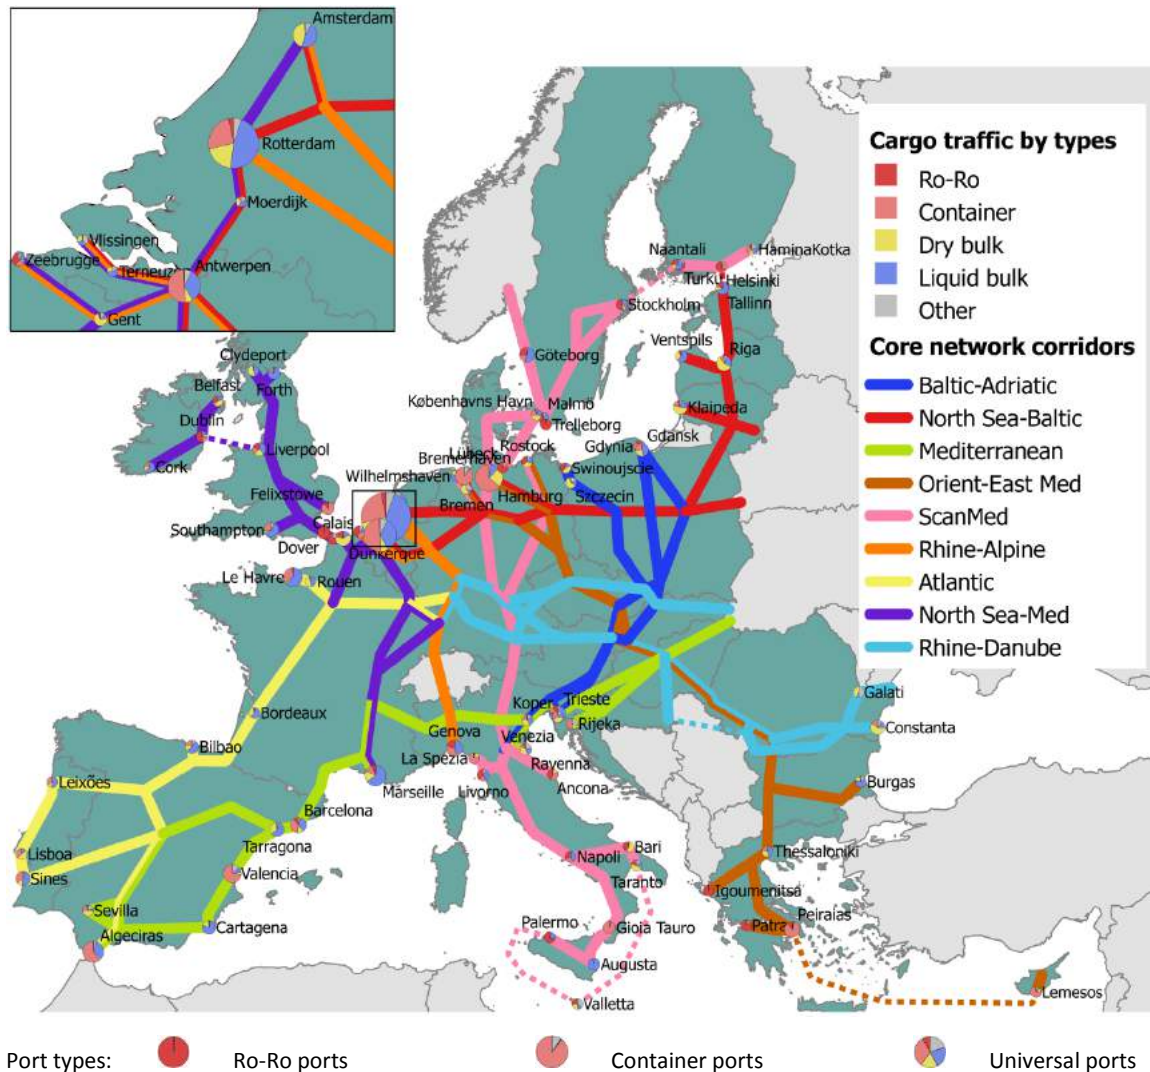 Amsterdam
Rotterdam
Moerdijk
Vlissingen
Zeebrugge
Terneuzen
Antwerpen
Gent
Cargo traffic by types
Ro-Ro
Container
Dry bulk
Liquid bulk
Other
Core network corridors
Baltic-Adriatic
North Sea-Baltic
Mediterranean
Orient-East Med
ScanMed
Rhine-Alpine
Atlantic
North Sea-Med
Rhine-Danube
Naantali
HaminaKotka
Turku
Helsinki
Stockholm
Tallinn
Ventspils
Riga
Göteborg
Clydeport
Forth
Belfast
Dublin
Liverpool
Cork
Københavns Havn
Malmö
Trelleborg
Klaipeda
Gdansk
Gdynia
Lübeck
Rostock
Bremerhaven
Swinoujscie
Wilhelmshaven
Szczecin
Hamburg
Bremen
Felixstowe
Southampton
Calais
Dover
Dunkerque
Le Havre
Rouen
Bordeaux
Bilbao
Leixões
Lisboa
Sines
Sevilla
Algeciras
Barcelona
Tarragona
Valencia
Cartagena
Marseille
Genova
La Spezia
Livorno
Koper
Trieste
Rijeka
Venezia
Ravenna
Ancona
Napoli
Bari
Taranto
Gioia Tauro
Palermo
Augusta
Valletta
Galati
Constanta
Burgas
Thessaloniki
Igoumenitsa
Patra
Peiraias
Lemesos
Port types:
Ro-Ro ports
Container ports
Universal ports